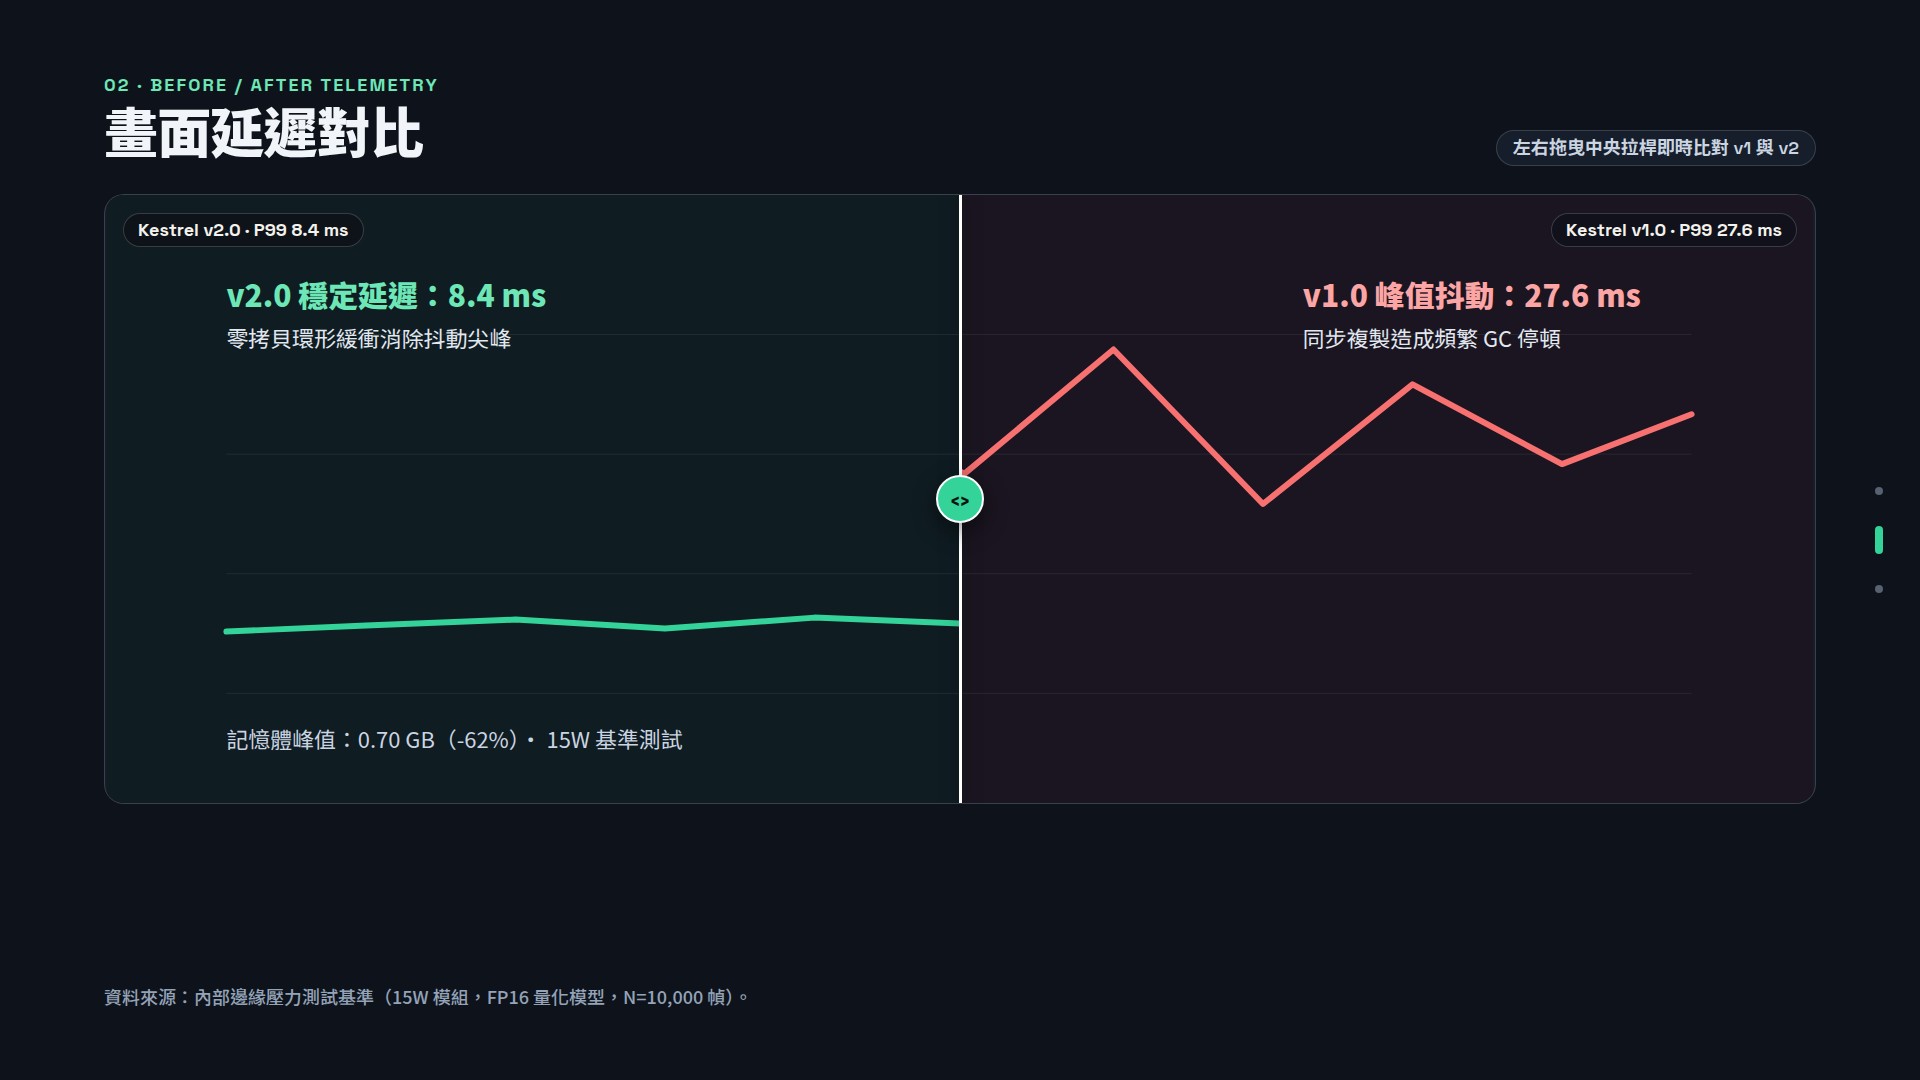 02 · BEFORE / AFTER TELEMETRY
畫面延遲對比
左右拖曳中央拉桿即時比對 v1 與 v2
Kestrel v2.0 · P99 8.4 ms
Kestrel v1.0 · P99 27.6 ms
v2.0 穩定延遲：8.4 ms
零拷貝環形緩衝消除抖動尖峰
v1.0 峰值抖動：27.6 ms
同步複製造成頻繁 GC 停頓
<>
記憶體峰值：0.70 GB（-62%）· 15W 基準測試
資料來源：內部邊緣壓力測試基準（15W 模組，FP16 量化模型，N=10,000 幀）。